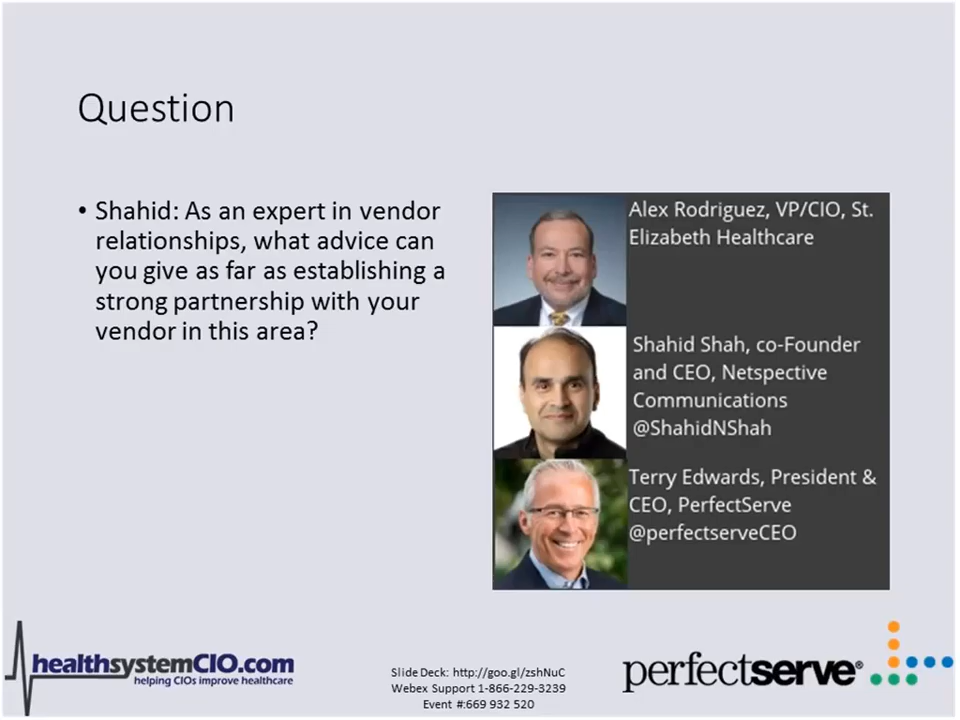 Question
• Shahid: As an expert in vendor
relationships, what advice can
you give as far as establishing a
strong partnership with your
vendor in this area?
Alex Rodriguez, VP/CIO, St.
Elizabeth Healthcare
Shahid Shah, co-Founder
and CEO, Netspective
Communications
@ShahidNShah
Terry Edwards, President &
CEO, PerfectServe
@perfectserveCEO
healthsystemCIO.com
helping CIOs improve healthcare
Slide Deck: http://goo.gl/zshNuC
Webex Support 1-866-229-3239
Event #:669 932 520
perfectserve®